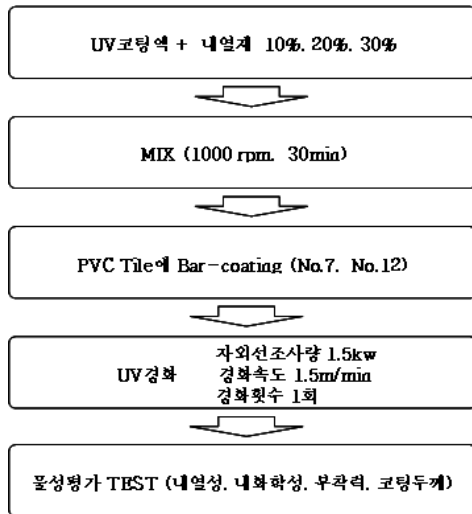 UV코팅액 + 내열제 10%. 20%. 30%
MIX (1000 rpm. 30min)
PVC Tile에 Bar-coating (No.7. No.12)
자외선조사량 1.5kw
UV경화 경화속도 1.5m/min
경화횟수 1회
물성평가 TEST (내열성. 내화학성. 부착력. 코팅두께)